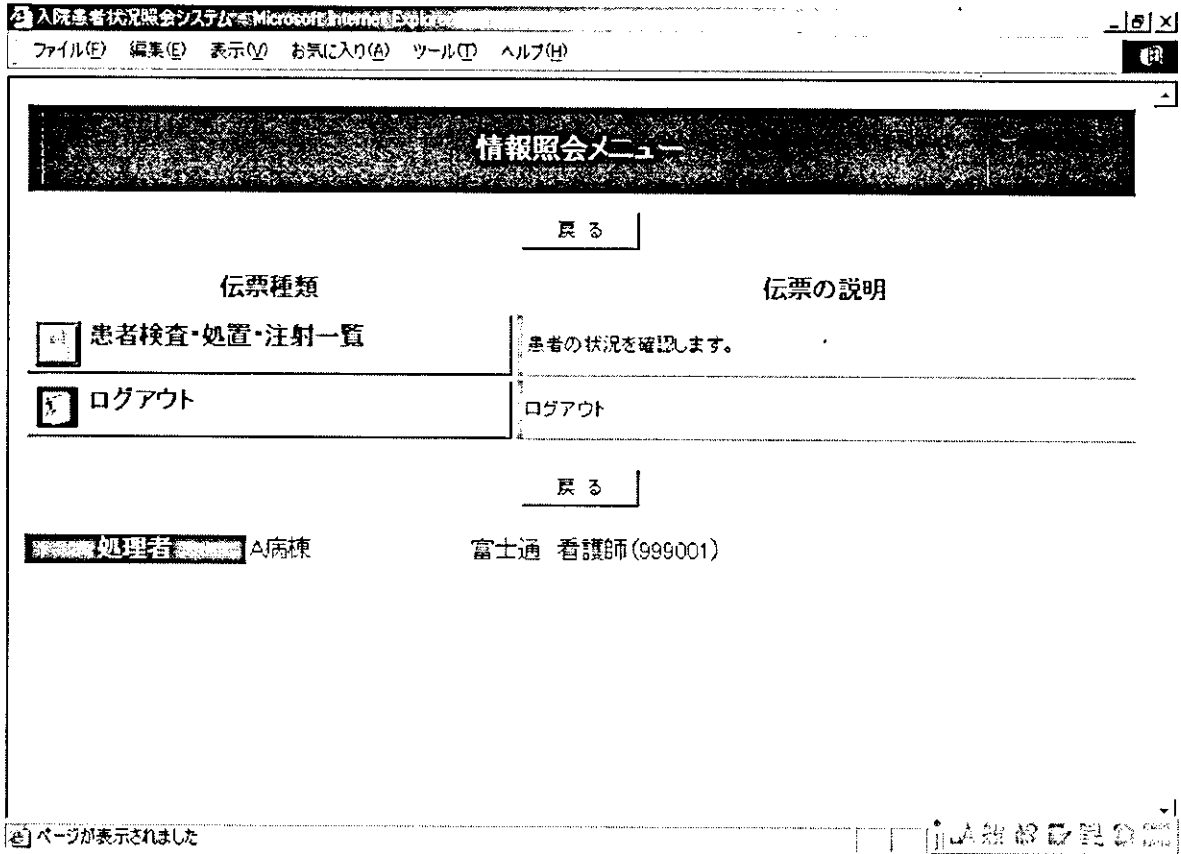 入院患者状況照会システム - Microsoft Internet Explorer
ファイル(F) 編集(E) 表示(V) お気に入り(A) ツール(T) ヘルプ(H)
情報照会メニュー
戻る
伝票種類 伝票の説明
患者検査・処置・注射一覧 患者の状況を確認します。
ログアウト ログアウト
戻る
処理者 A病棟 富士通 看護師(999001)
ページが表示されました